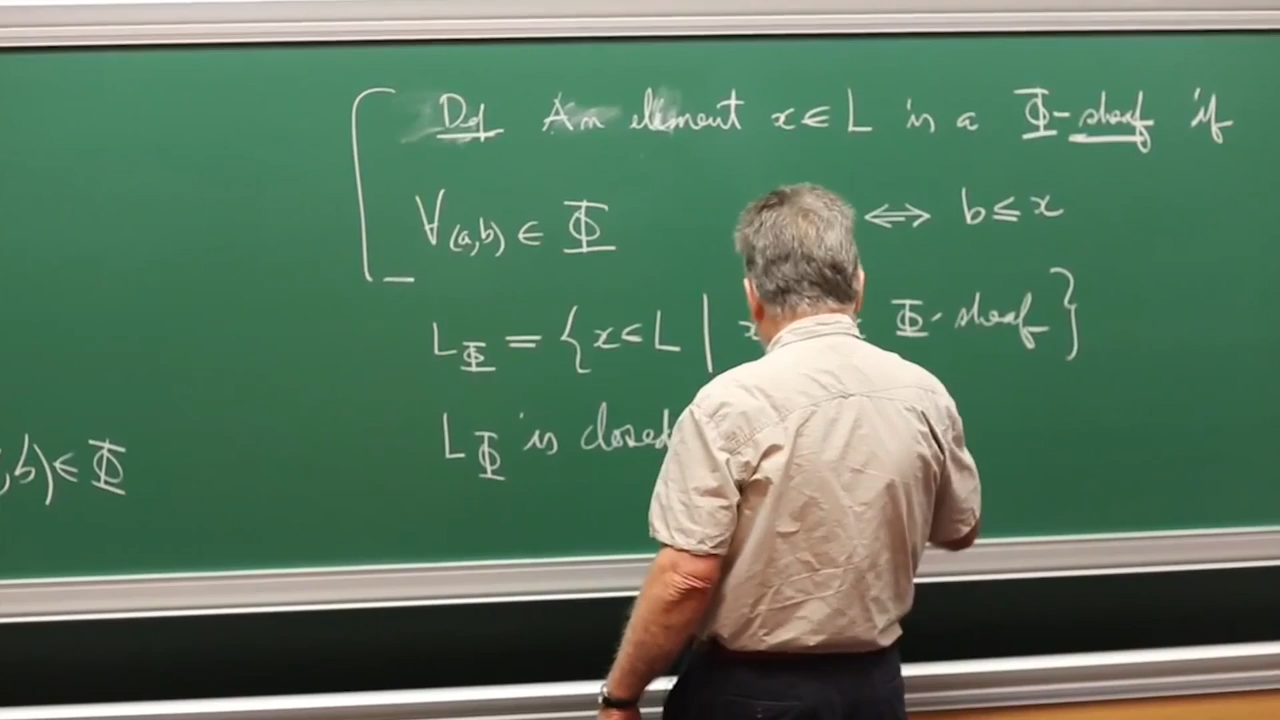 Def An element x ∈ L is a Φ-sheaf if
∀(a,b) ∈ Φ ⇔ b ≤ x
L_Φ = {x ∈ L | Φ-sheaf}
L_Φ is closed
,b) ∈ Φ